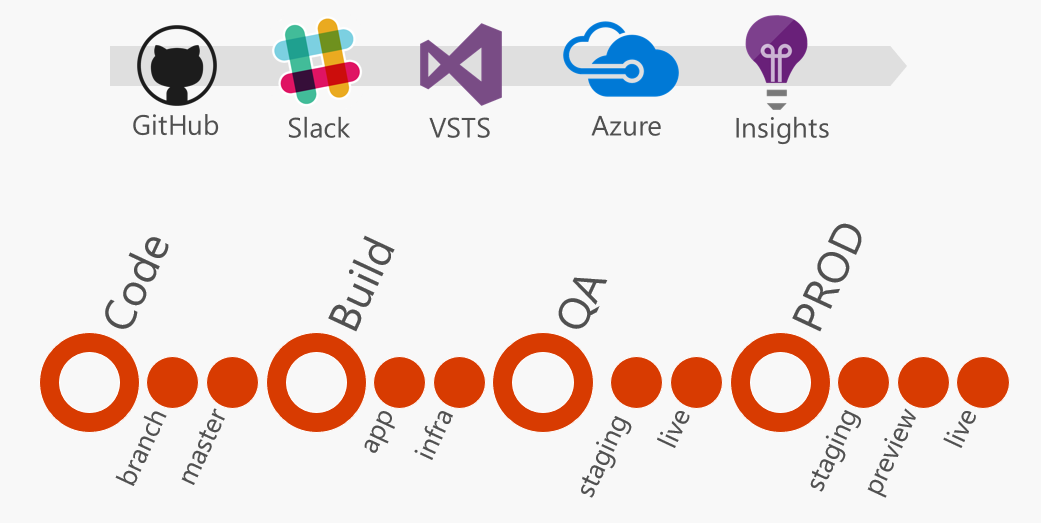 GitHub
Slack
VSTS
Azure
Insights
Code
Build
QA
PROD
branch
master
app
infra
staging
live
staging
preview
live